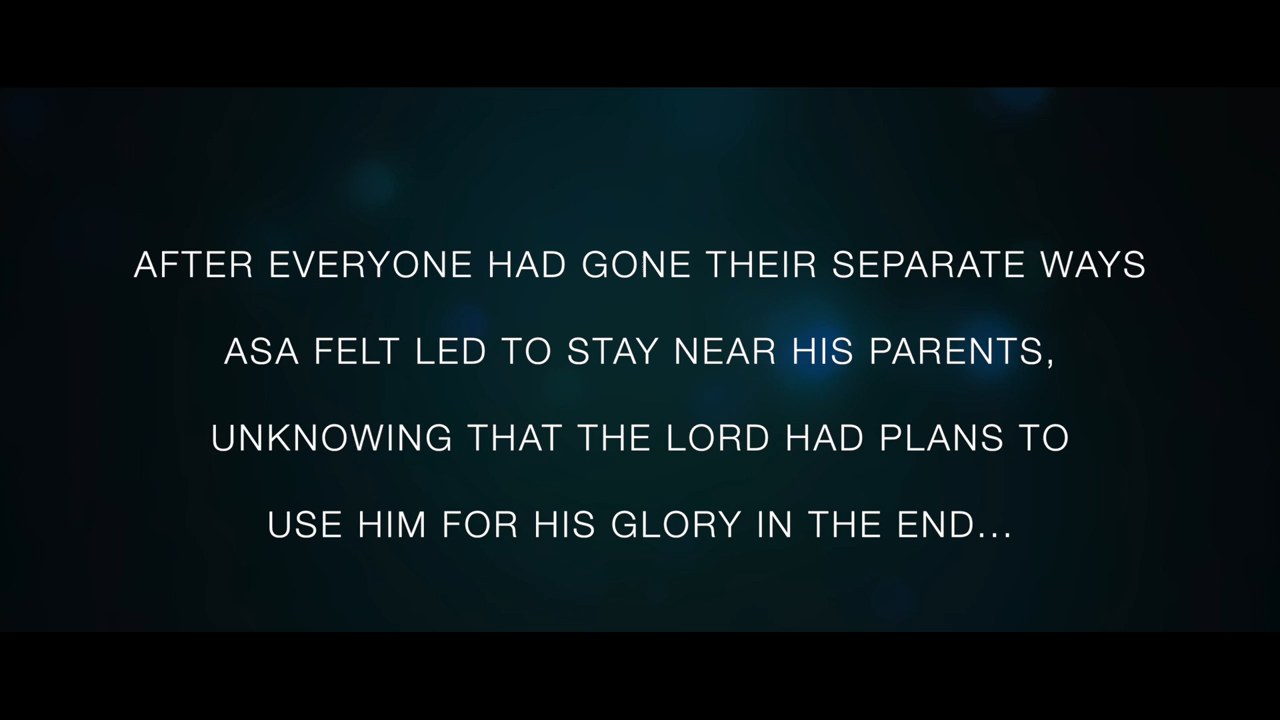 AFTER EVERYONE HAD GONE THEIR SEPARATE WAYS
ASA FELT LED TO STAY NEAR HIS PARENTS,
UNKNOWING THAT THE LORD HAD PLANS TO
USE HIM FOR HIS GLORY IN THE END...